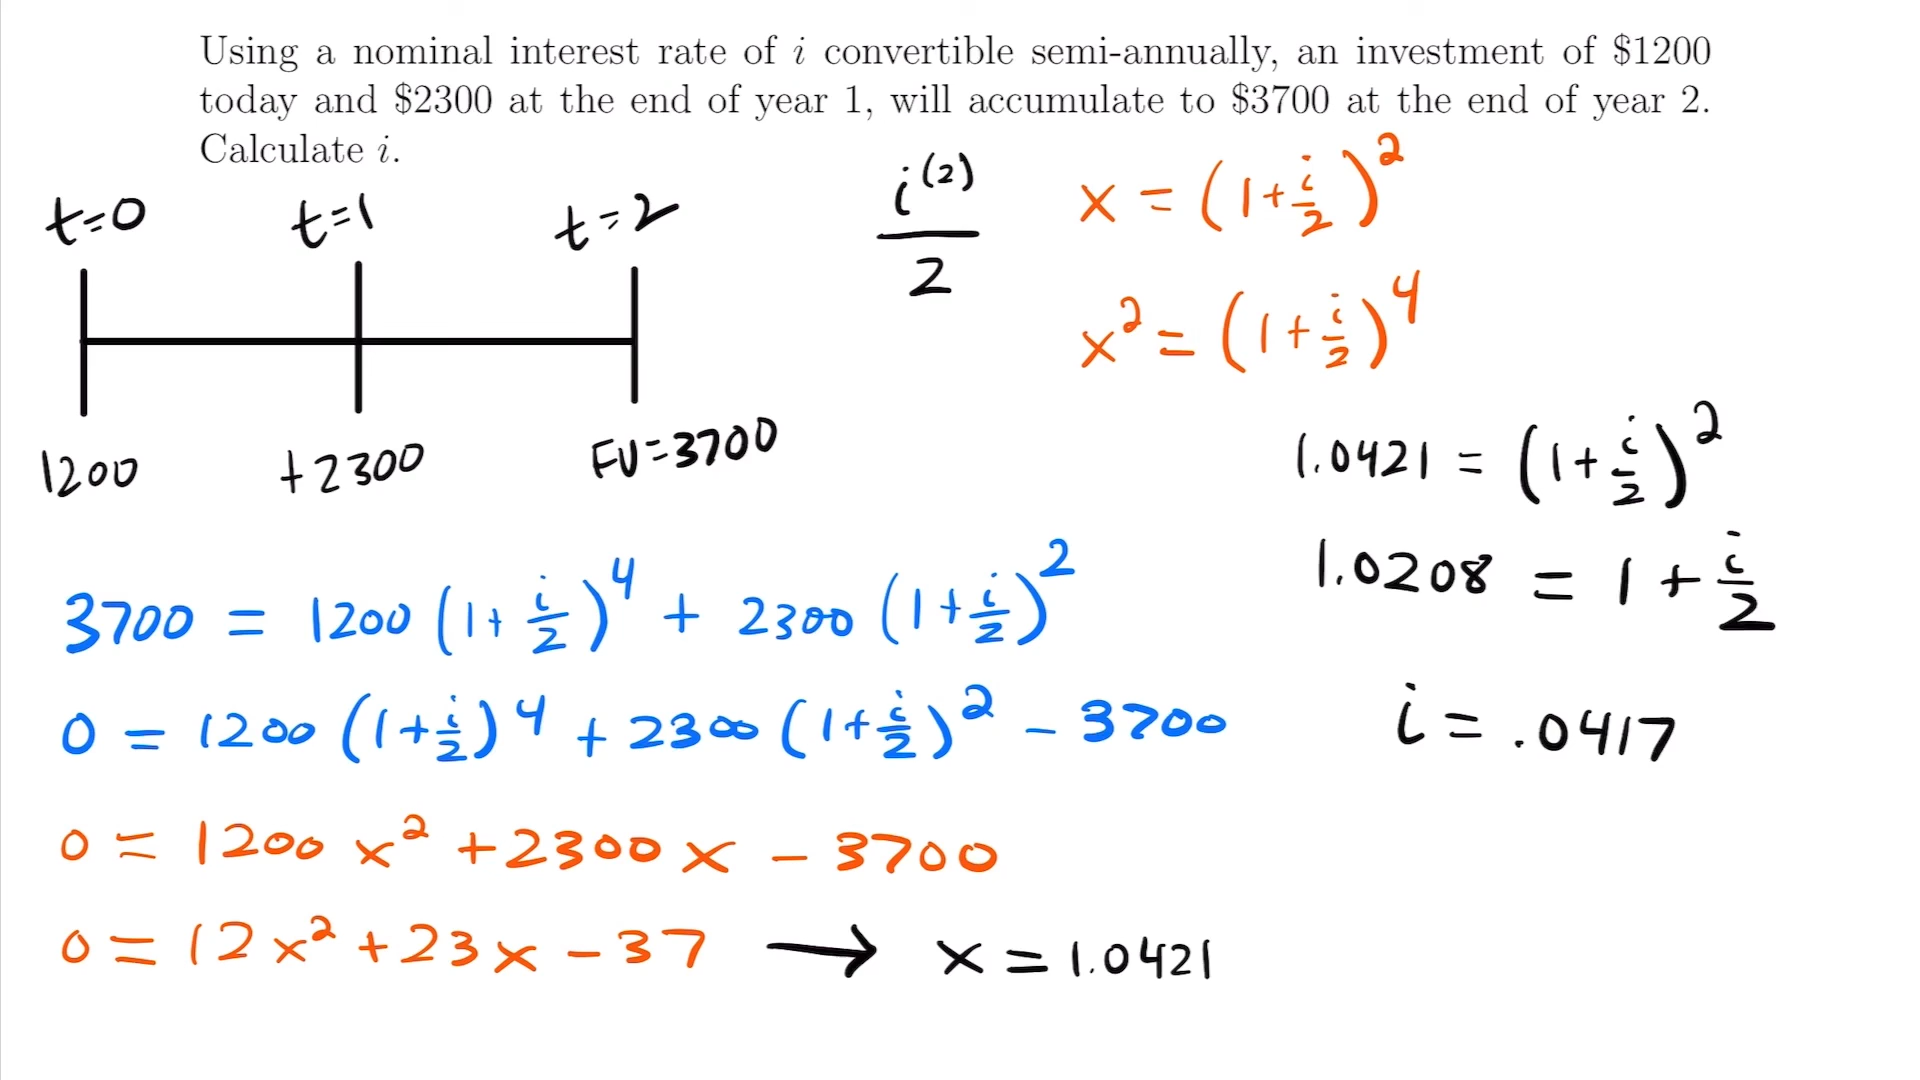 Using a nominal interest rate of i convertible semi-annually, an investment of $1200
today and $2300 at the end of year 1, will accumulate to $3700 at the end of year 2.
Calculate i.
t=0 t=1 t=2
1200 +2300 FV=3700
i^(2)/2
x = (1+i/2)^2
x^2 = (1+i/2)^4
3700 = 1200 (1+i/2)^4 + 2300 (1+i/2)^2
0 = 1200 (1+i/2)^4 + 2300 (1+i/2)^2 - 3700
0 = 1200 x^2 + 2300 x - 3700
0 = 12x^2 + 23x - 37 → x = 1.0421
1.0421 = (1+i/2)^2
1.0208 = 1 + i/2
i = .0417